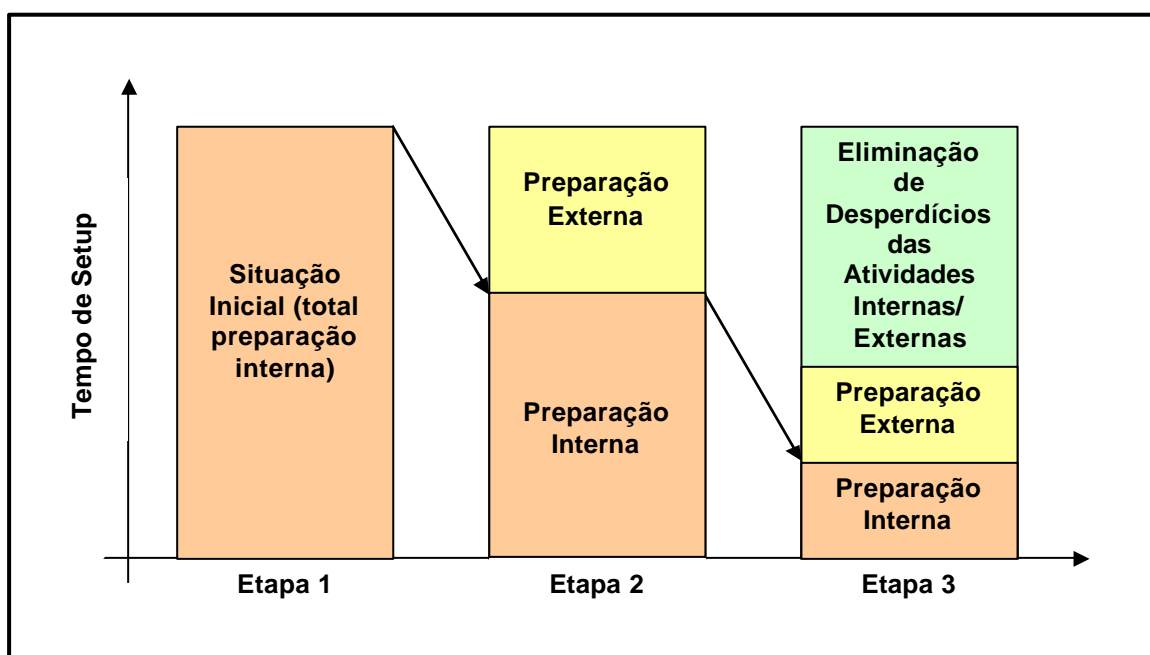 Tempo de Setup
Situação
Inicial (total
preparação
interna)
Preparação
Externa
Preparação
Interna
Eliminação
de
Desperdícios
das
Atividades
Internas/
Externas
Preparação
Externa
Preparação
Interna
Etapa 1
Etapa 2
Etapa 3